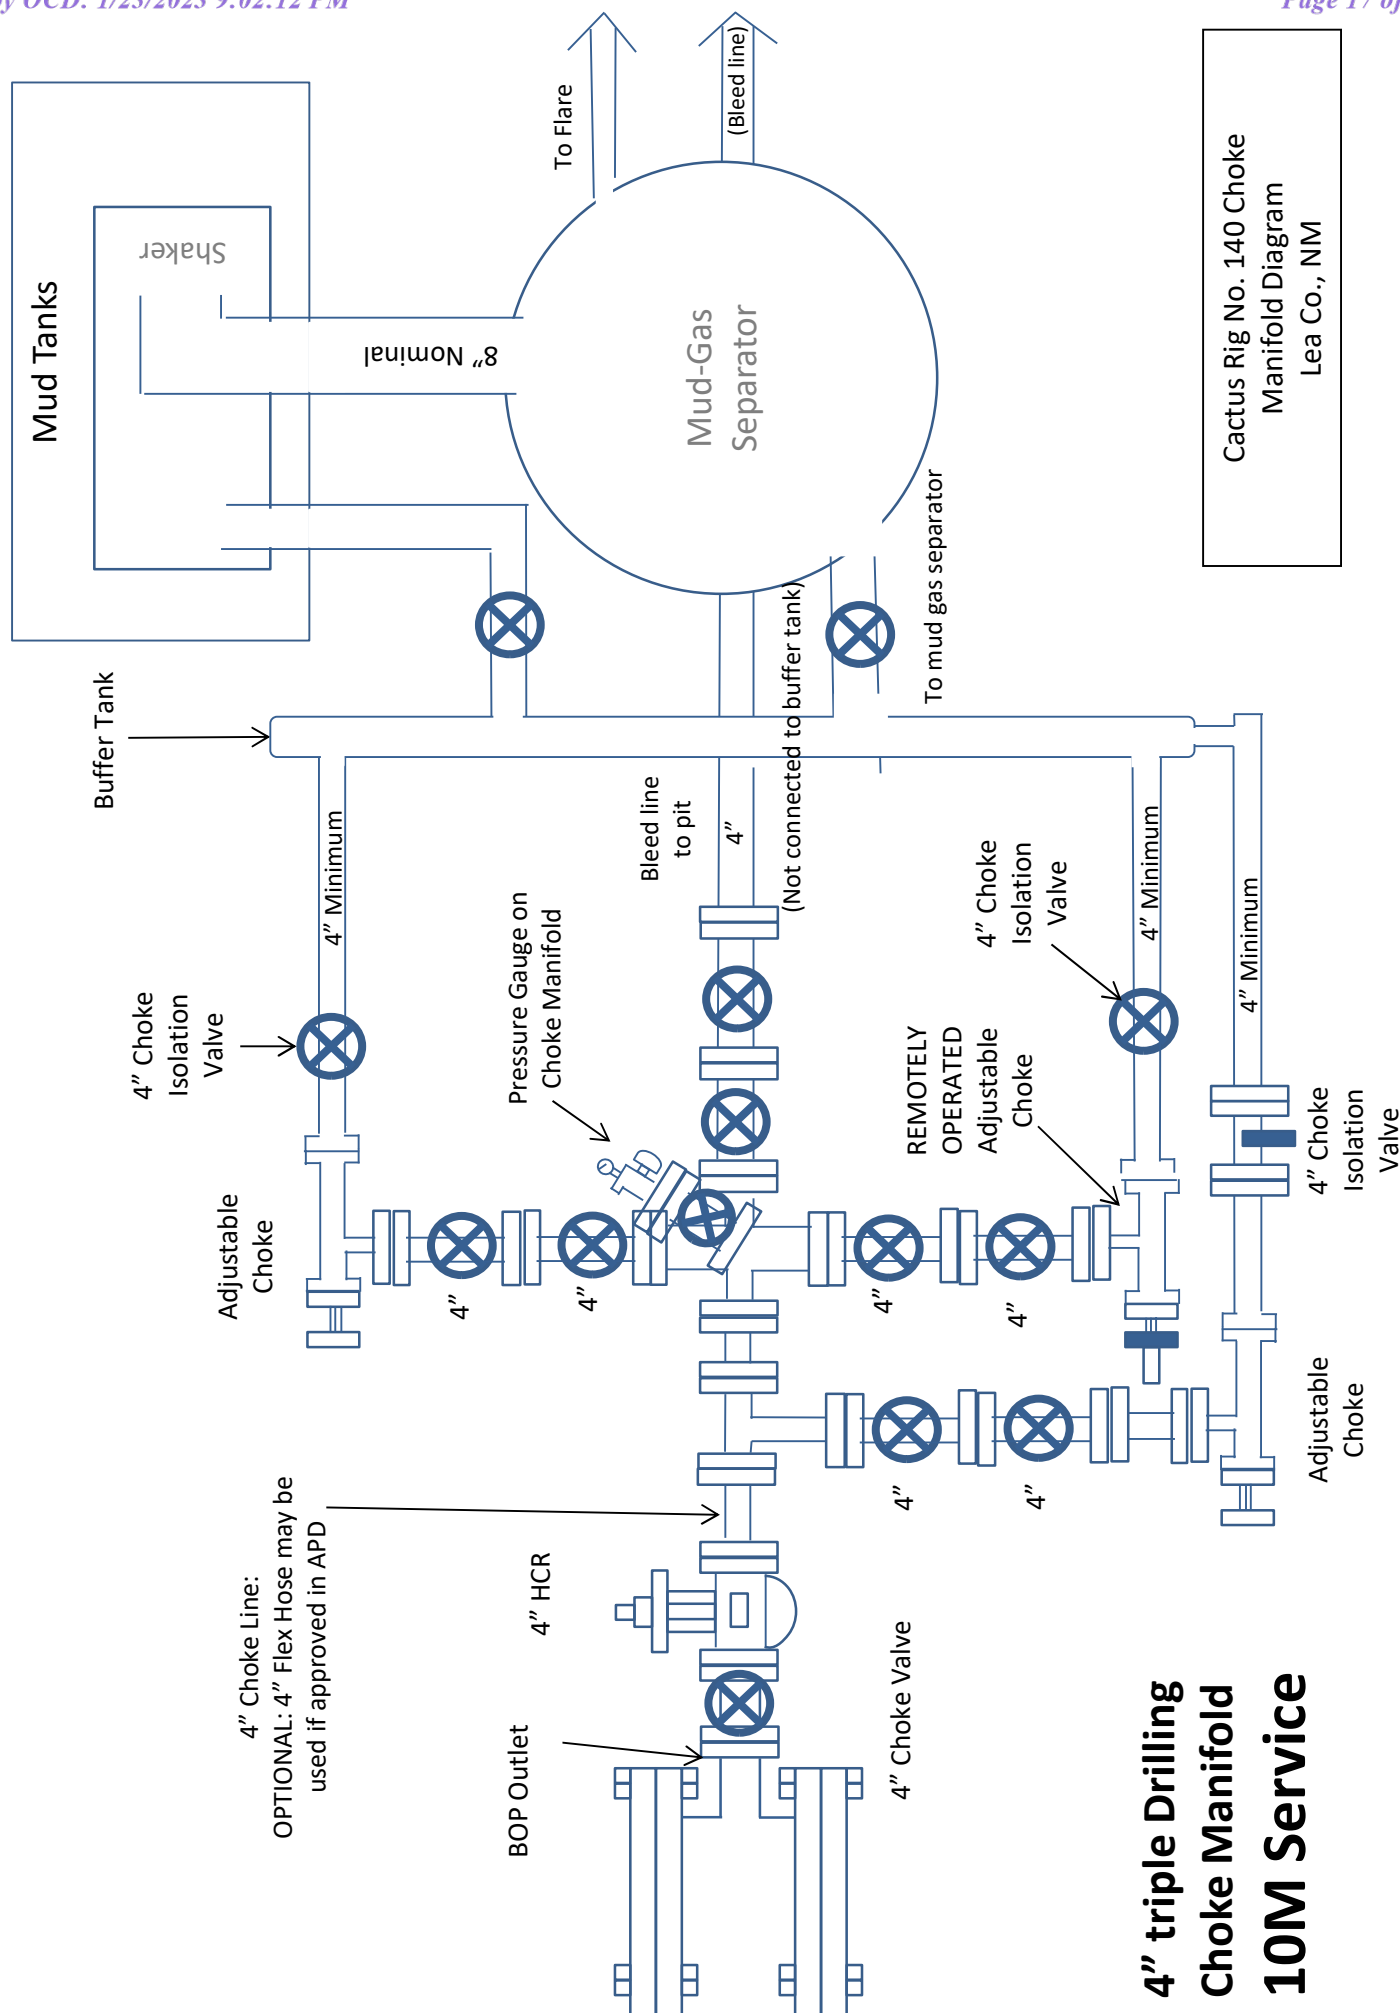 by OCD: 1/23/2023 9:02:12 PM
Page 17 of
4” triple Drilling
Choke Manifold
10M Service
Cactus Rig No. 140 Choke
Manifold Diagram
Lea Co., NM
Mud Tanks
Shaker
8” Nominal
To Flare
(Bleed line)
Mud-Gas
Separator
To mud gas separator
Buffer Tank
4” Minimum
4” Choke
Isolation
Valve
Adjustable
Choke
Pressure Gauge on
Choke Manifold
Bleed line
to pit
4”
(Not connected to buffer tank)
4” Choke
Isolation
Valve
4” Minimum
4” Minimum
REMOTELY
OPERATED
Adjustable
Choke
4” Choke
Isolation
Valve
4”
4”
4”
4”
4”
4”
Adjustable
Choke
4” Choke Line:
OPTIONAL: 4” Flex Hose may be
used if approved in APD
4” HCR
BOP Outlet
4” Choke Valve